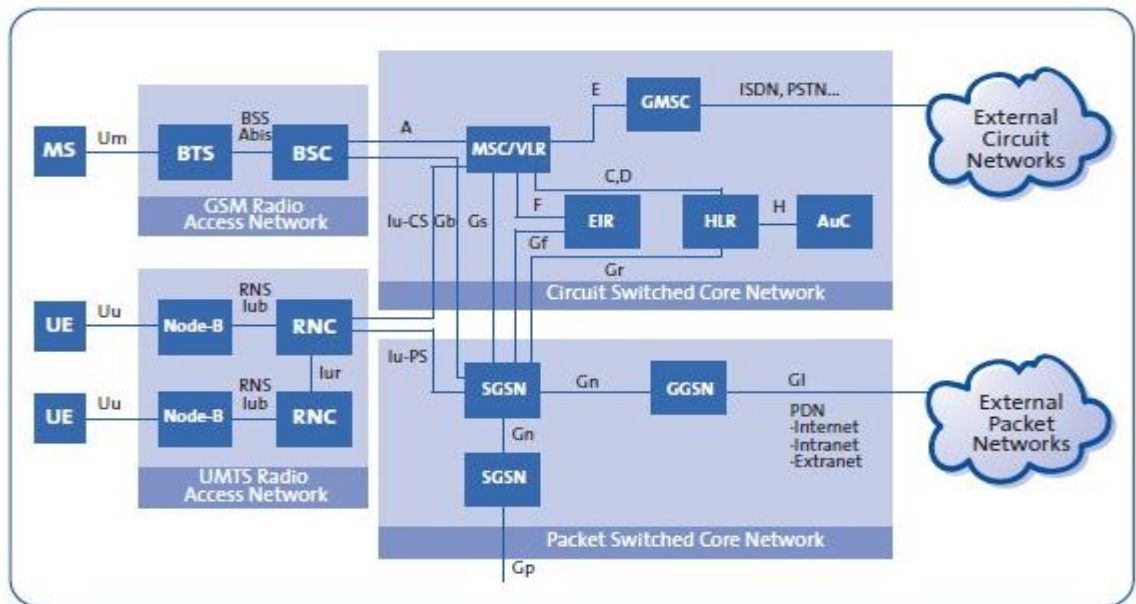 MS
Um
BTS
BSS
Abis
BSC
GSM Radio
Access Network
A
MSC/VLR
E
GMSC
ISDN, PSTN...
External
Circuit
Networks
C,D
F
EIR
HLR
H
AuC
Iu-CS
Gb
Gs
Gf
Gr
Circuit Switched Core Network
UE
Uu
Node-B
RNS
Iub
RNC
Iur
UE
Uu
Node-B
RNS
Iub
RNC
UMTS Radio
Access Network
Iu-PS
SGSN
Gn
GGSN
GI
PDN
-Internet
-Intranet
-Extranet
External
Packet
Networks
Gn
SGSN
Packet Switched Core Network
Gp